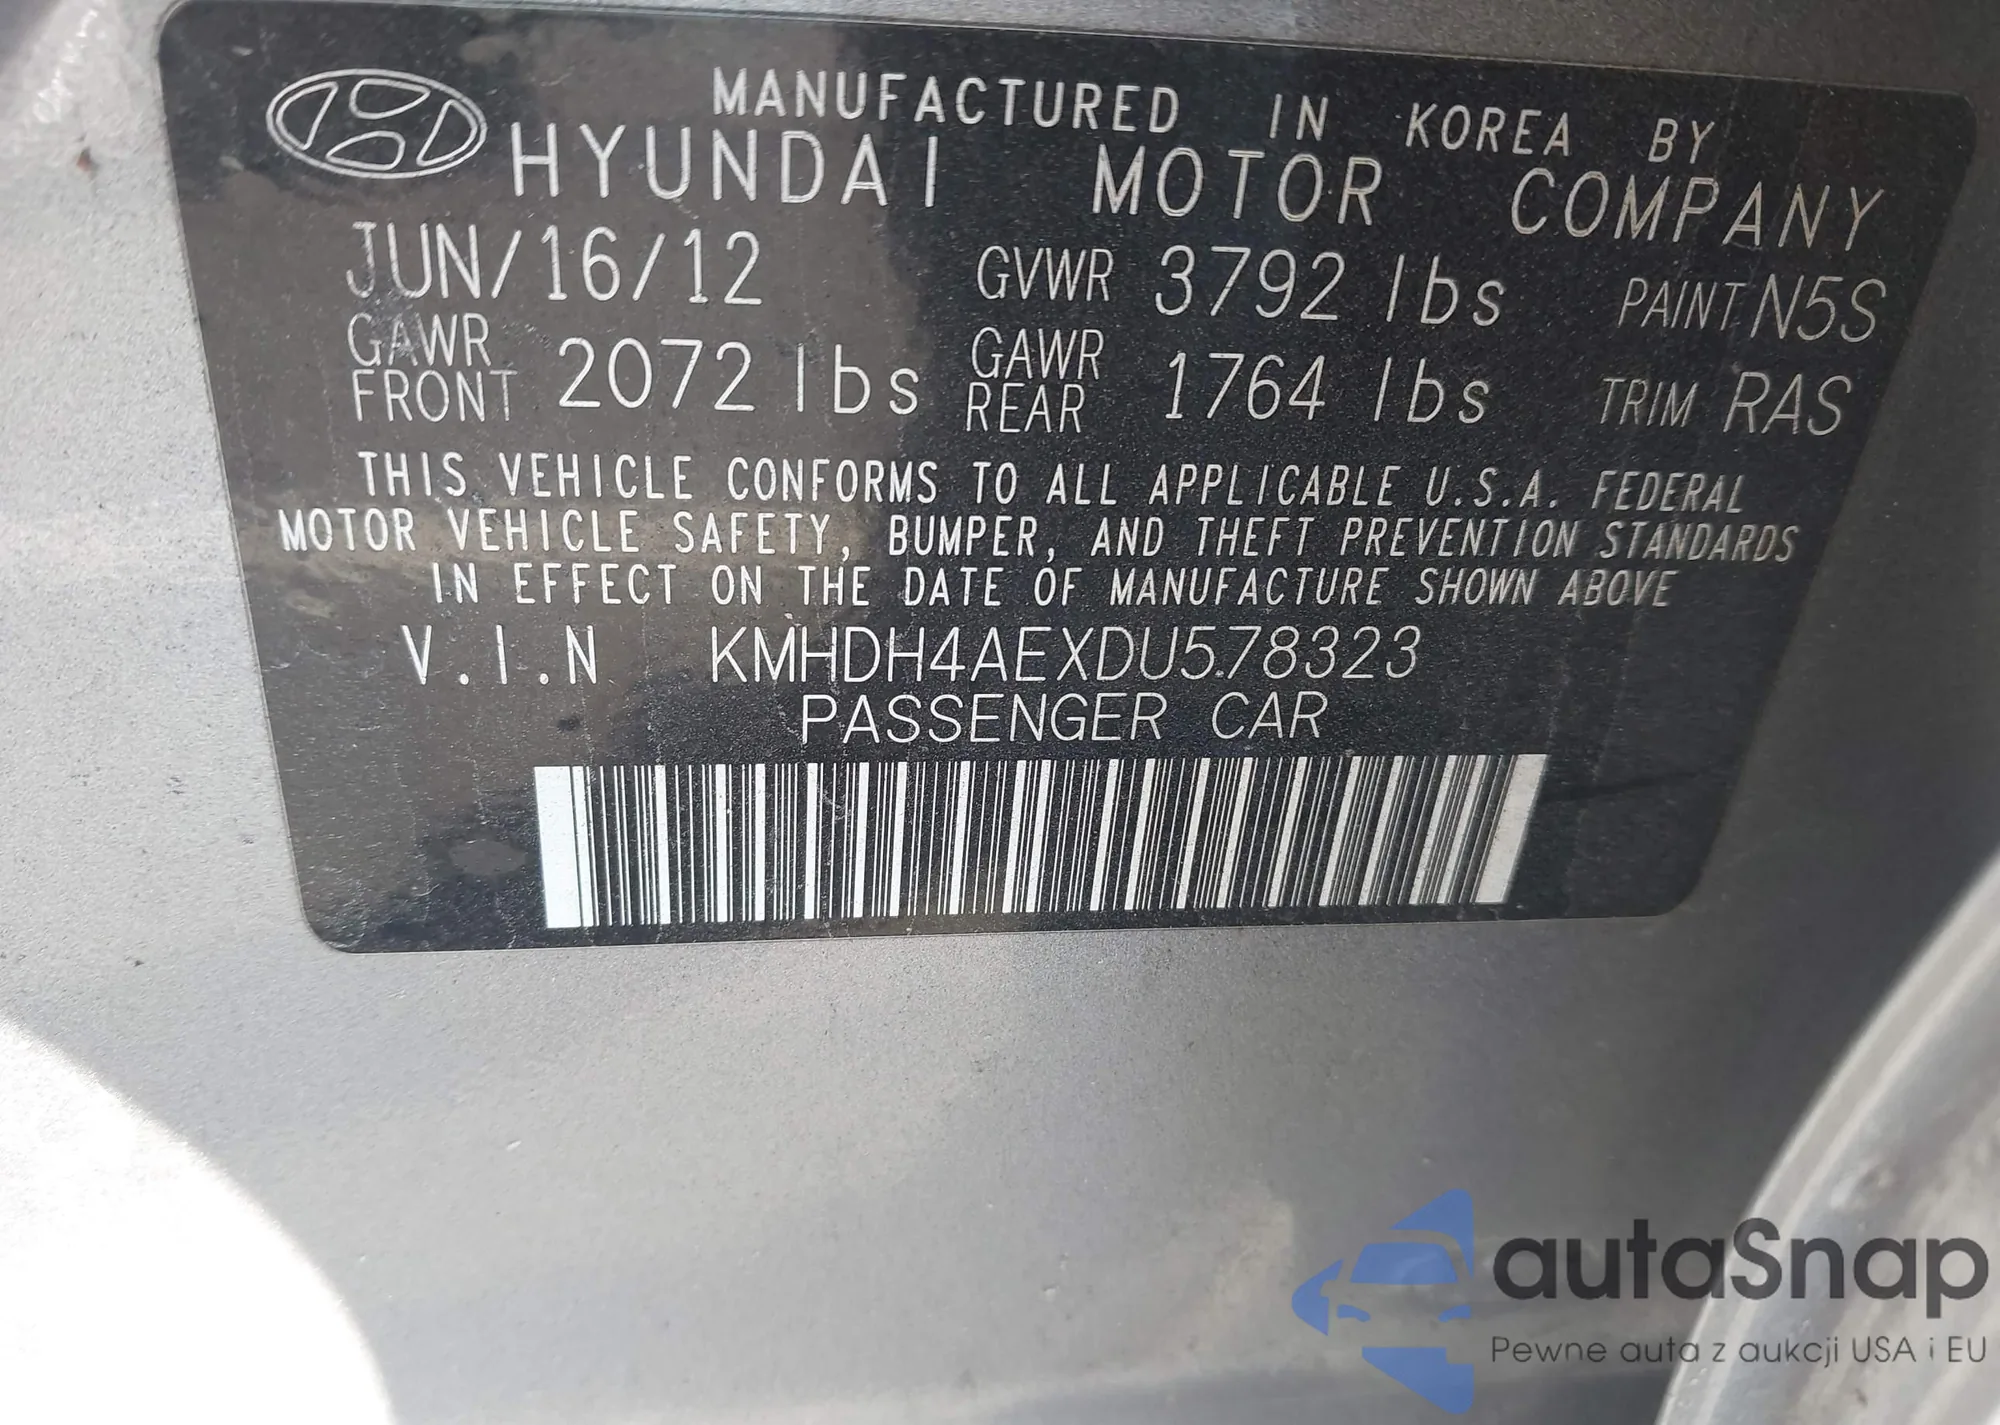 MANUFACTURED IN KOREA BY
HYUNDAI MOTOR COMPANY
JUN/16/12 GVWR 3792 lbs PAINT N5S
GAWR FRONT 2072 lbs GAWR REAR 1764 lbs TRIM RAS
THIS VEHICLE CONFORMS TO ALL APPLICABLE U.S.A. FEDERAL
MOTOR VEHICLE SAFETY, BUMPER, AND THEFT PREVENTION STANDARDS
IN EFFECT ON THE DATE OF MANUFACTURE SHOWN ABOVE
V.I.N KMHDH4AEXDU578323
PASSENGER CAR
autaSnap
Pewne auta z aukcji USA i EU